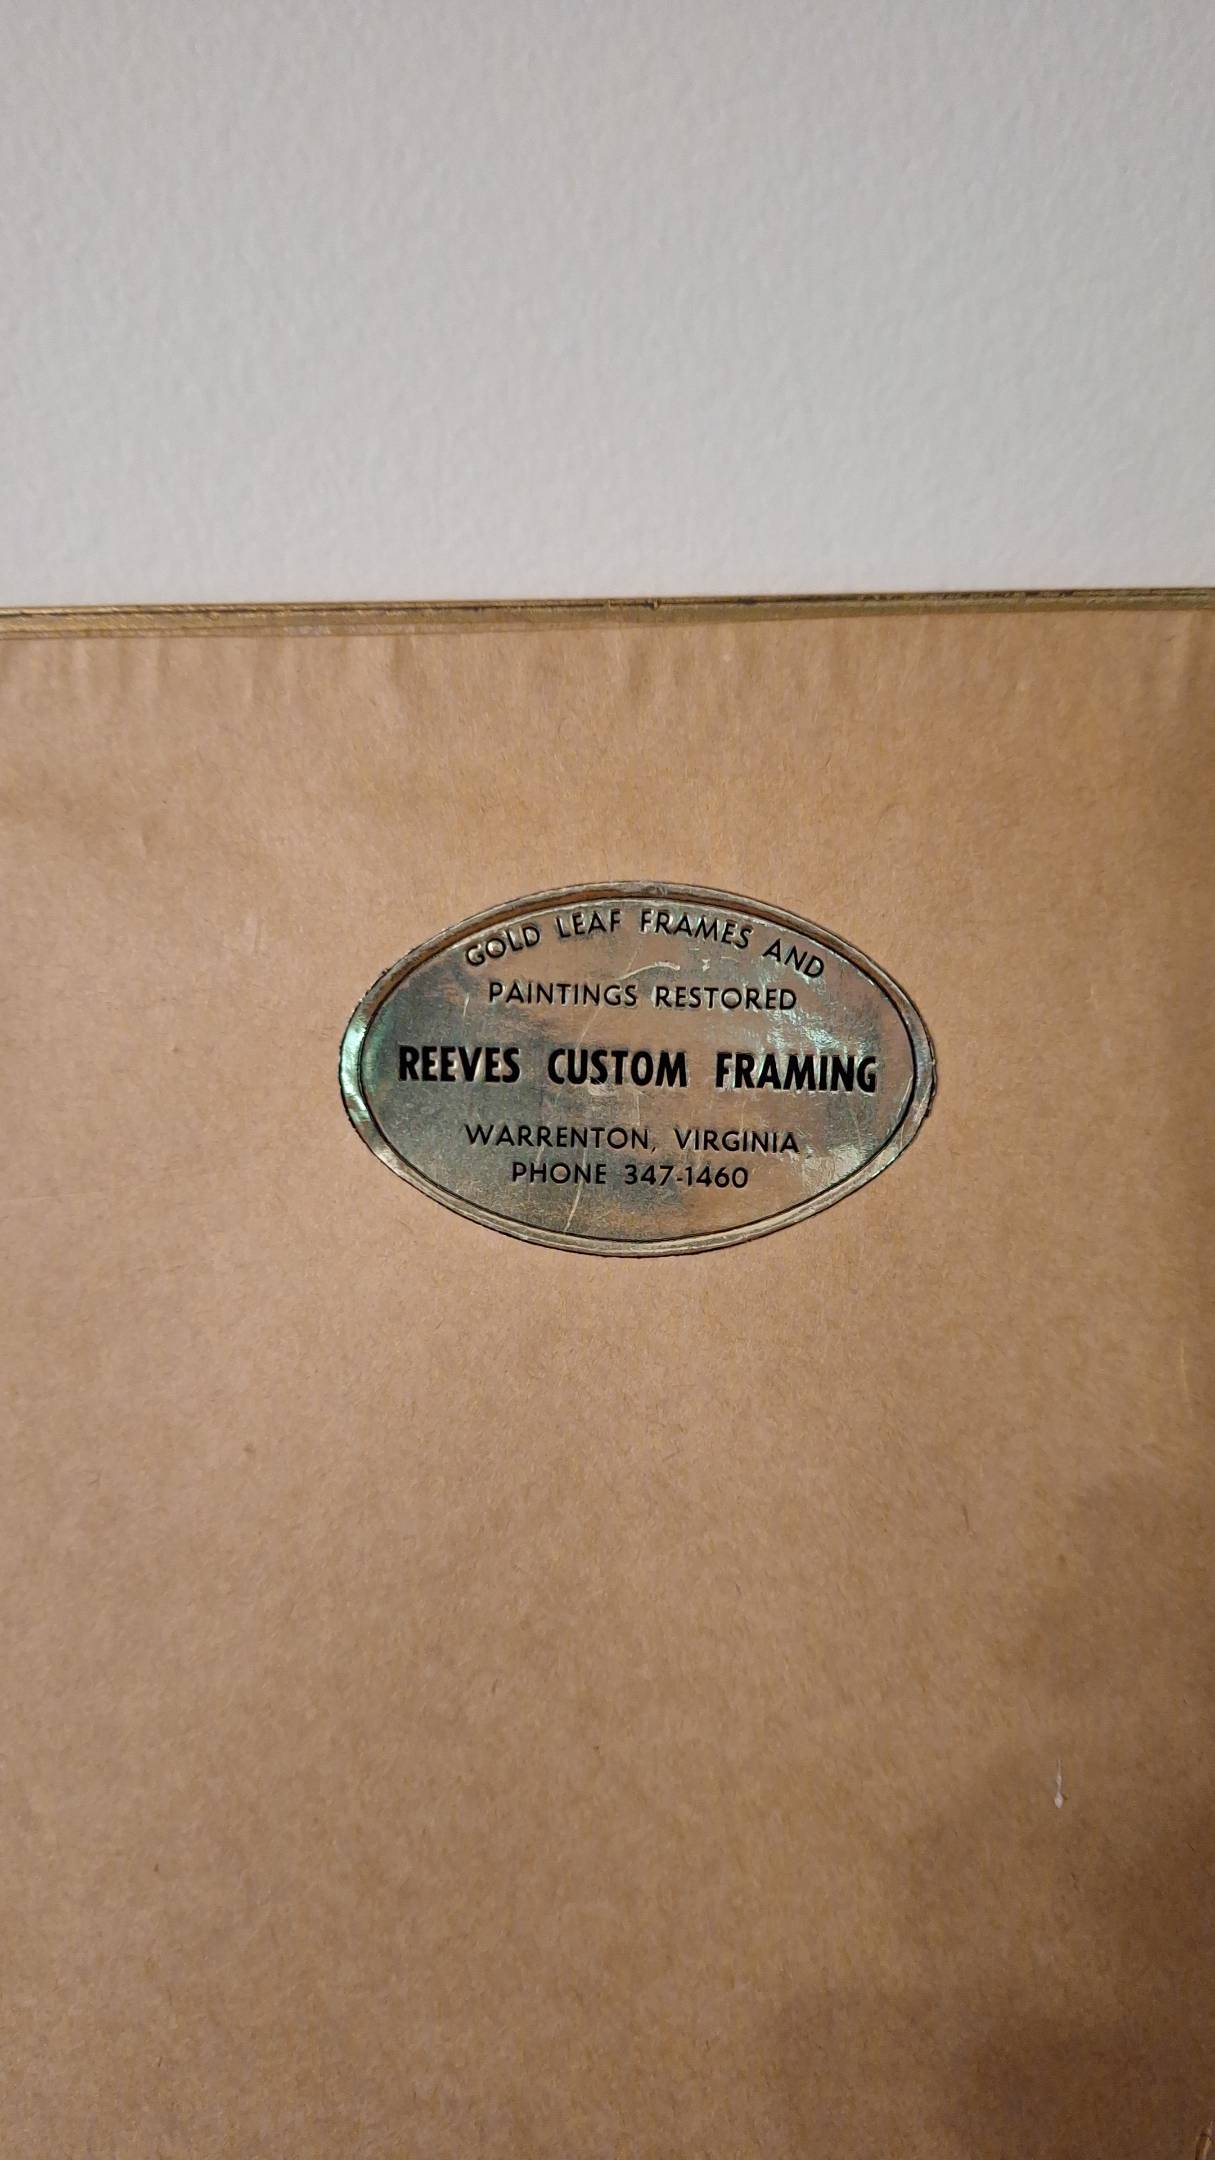 GOLD LEAF FRAMES AND
PAINTINGS RESTORED
REEVES CUSTOM FRAMING
WARRENTON, VIRGINIA
PHONE 347-1460